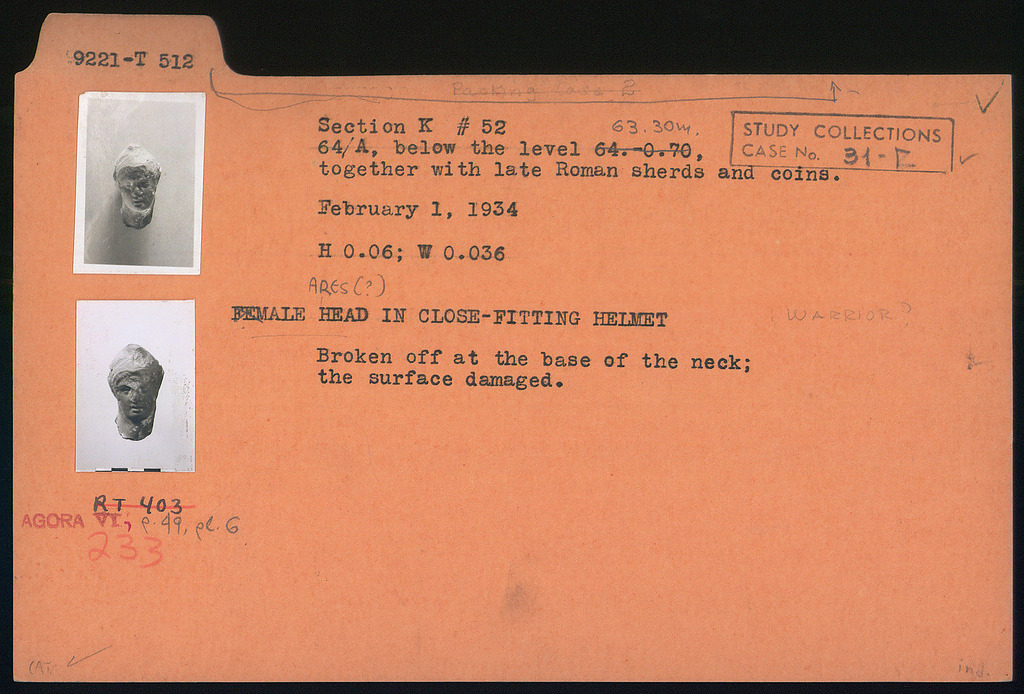 9221-T 512
Packing Case 2
Section K # 52
63.30m.
64/A, below the level 64.-0.70,
together with late Roman sherds and coins.
STUDY COLLECTIONS
CASE No. 31-
February 1, 1934
H 0.06; W 0.036
ARES(?)
FEMALE HEAD IN CLOSE-FITTING HELMET
WARRIOR?
Broken off at the base of the neck;
the surface damaged.
RT 403
AGORA VI, p. 49, pl. 6
233
CAT
ind.